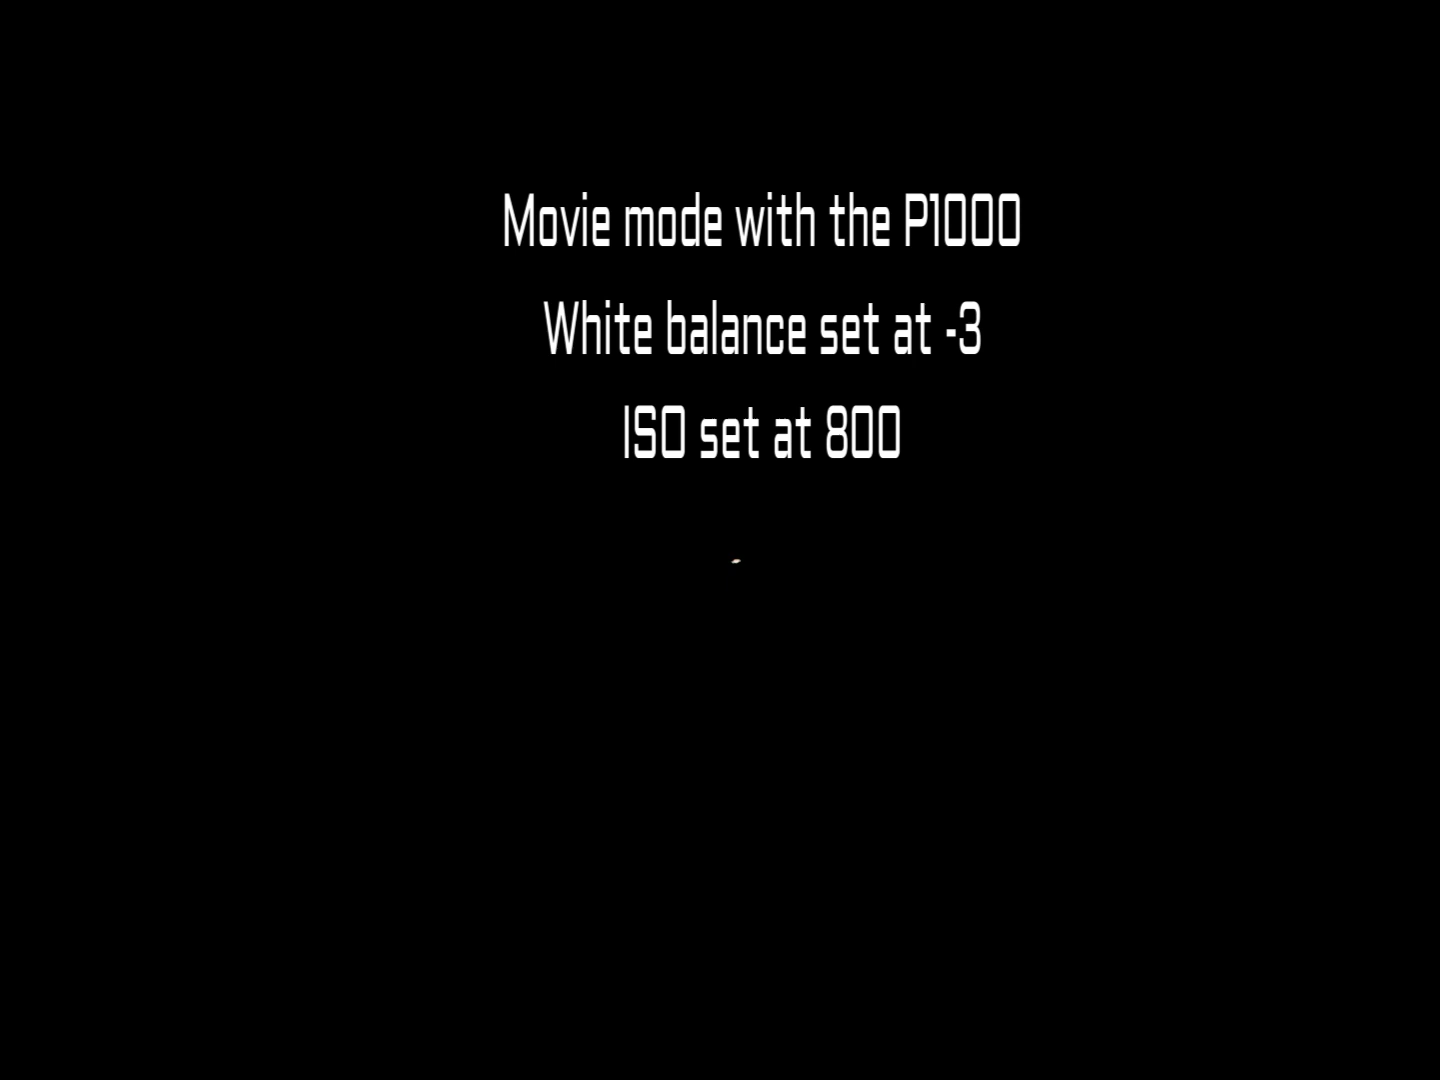 Movie mode with the P1000
White balance set at -3
ISO set at 800